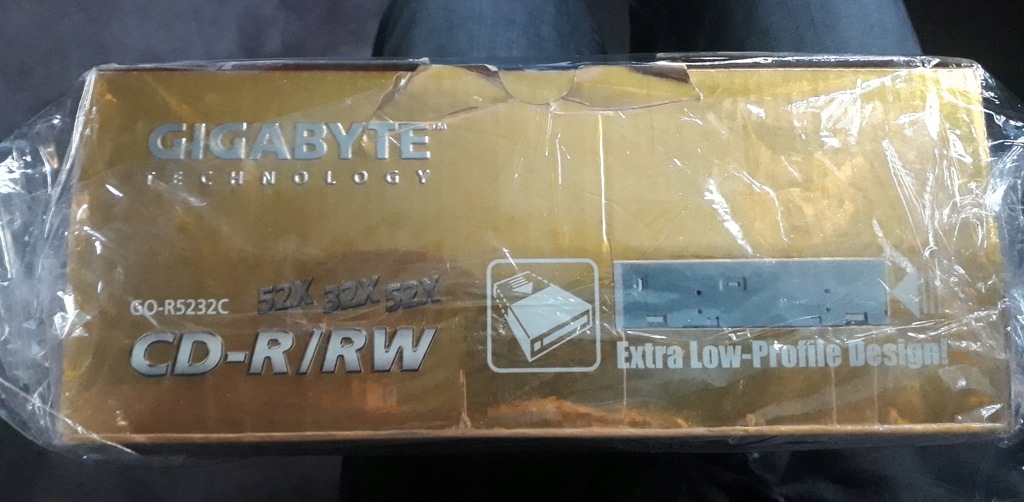 GIGABYTE™
TECHNOLOGY
GO-R5232C 52X 32X 52X
CD-R/RW
Extra Low-Profile Design!